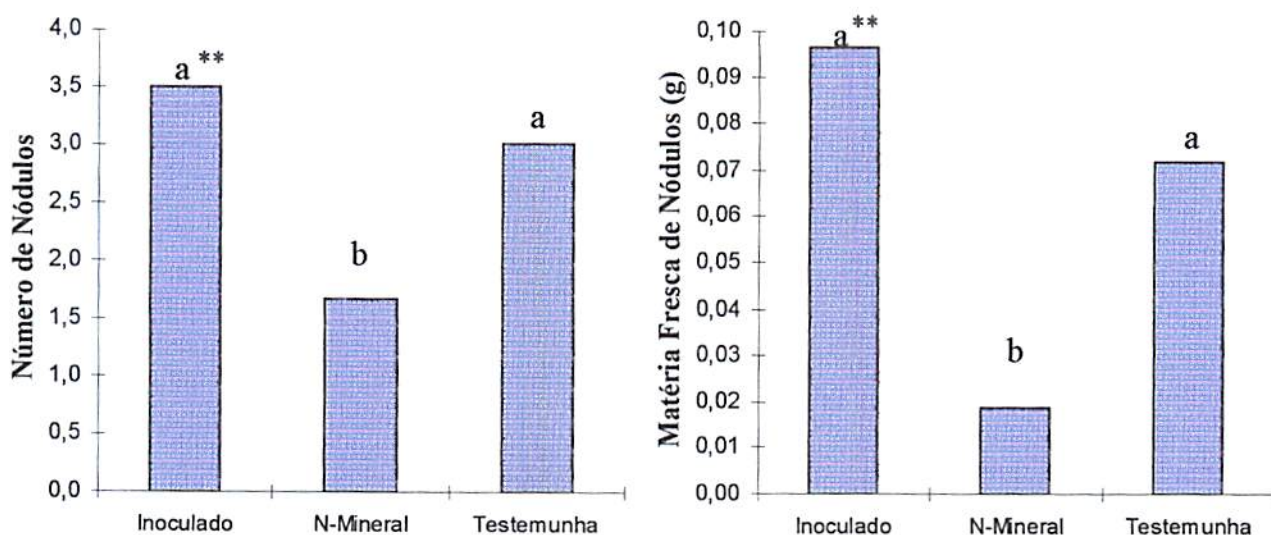 Número de Nódulos
4,0
3,5
3,0
2,5
2,0
1,5
1,0
0,5
0,0
a **
b
a
Inoculado N-Mineral Testemunha
Matéria Fresca de Nódulos (g)
0,10
0,09
0,08
0,07
0,06
0,05
0,04
0,03
0,02
0,01
0,00
a **
b
a
Inoculado N-Mineral Testemunha